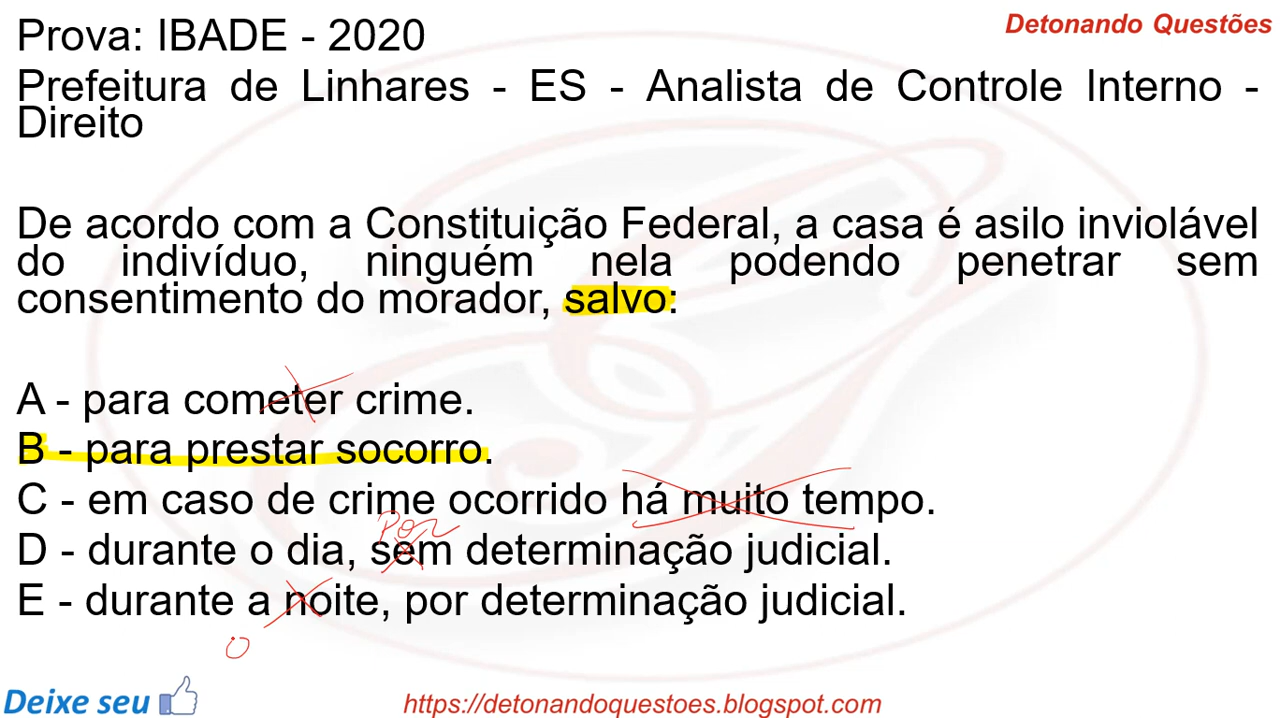 Detonando Questões
Prova: IBADE - 2020
Prefeitura de Linhares - ES - Analista de Controle Interno -
Direito
De acordo com a Constituição Federal, a casa é asilo inviolável
do indivíduo, ninguém nela podendo penetrar sem
consentimento do morador, salvo:
A - para cometer crime.
B - para prestar socorro.
C - em caso de crime ocorrido há muito tempo.
Por
D - durante o dia, sem determinação judicial.
E - durante a noite, por determinação judicial.
o
Deixe seu
https://detonandoquestoes.blogspot.com